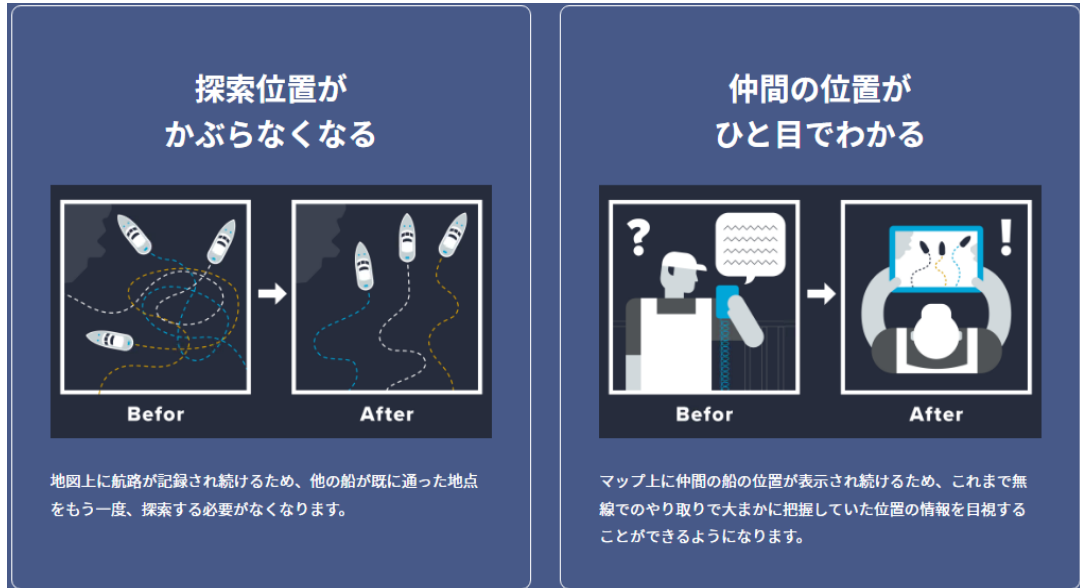 探索位置が
かぶらなくなる
Befor
After
地図上に航路が記録され続けるため、他の船が既に通った地点
をもう一度、探索する必要がなくなります。
仲間の位置が
ひと目でわかる
?
!
Befor
After
マップ上に仲間の船の位置が表示され続けるため、これまで無
線でのやり取りで大まかに把握していた位置の情報を目視する
ことができるようになります。